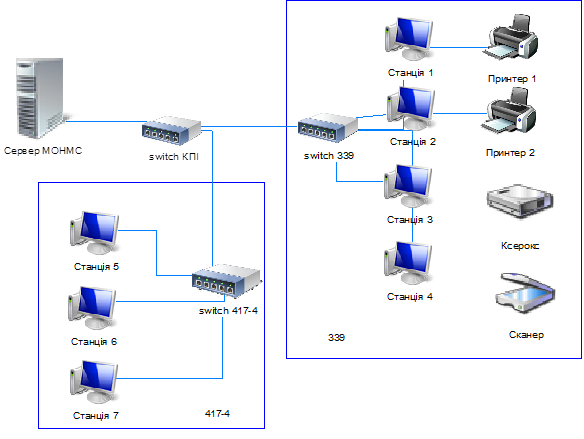 Станція 1
Принтер 1
Сервер МОНМС
switch КПІ
switch 339
Станція 2
Принтер 2
Станція 3
Ксерокс
Станція 5
Станція 4
switch 417-4
Сканер
339
Станція 6
Станція 7
417-4